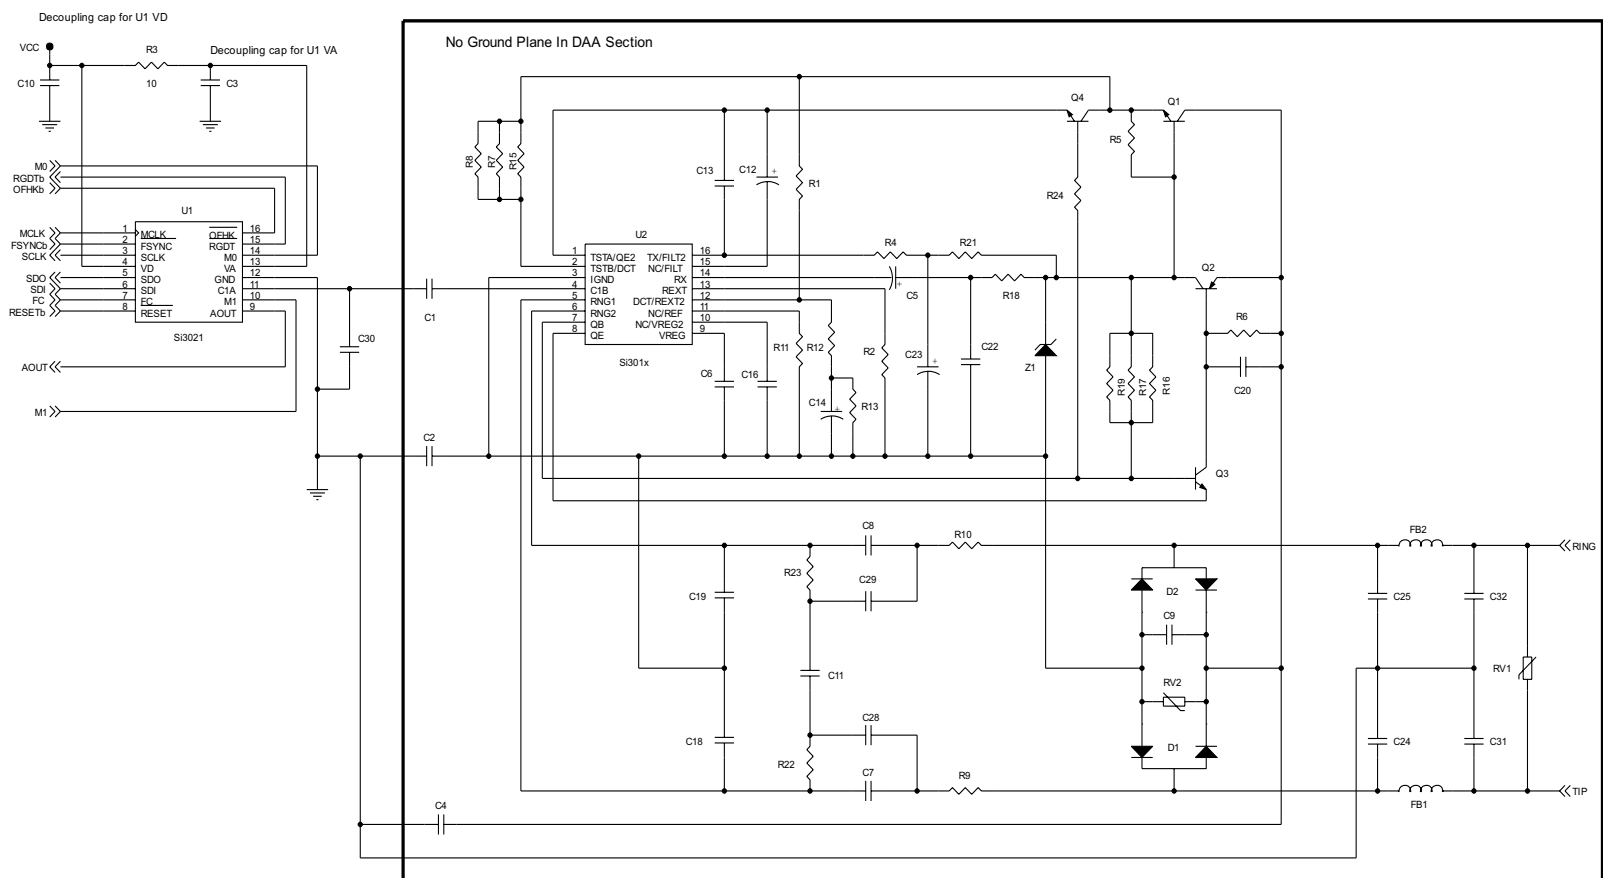 Decoupling cap for U1 VD
No Ground Plane In DAA Section
VCC
R3
Decoupling cap for U1 VA
C10
10
C3
Q4
Q1
R5
R8
R7
R15
C13
C12
+
R1
R24
M0
RGDTb
OFHKb
U1
MCLK
FSYNCb
SCLK
SDO
SDI
FC
RESETb
1 MCLK
2 FSYNC
3 SCLK
4 VD
5 SDO
6 SDI
7 FC
8 RESET
OFHK 16
RGDT 15
M0 14
VA 13
GND 12
C1A 11
M1 10
AOUT 9
Si3021
U2
1 TSTA/QE2
2 TSTB/DCT
3 IGND
4 C1B
5 RNG1
6 RNG2
7 QB
8 QE
TX/FILT2 16
NC/FILT 15
RX 14
REXT 13
DCT/REXT2 12
NC/REF 11
NC/VREG2 10
VREG 9
Si301x
R4
R21
+
C5
R18
Q2
C1
C30
R6
R11
R12
R2
C23
+
C22
Z1
C20
AOUT
C6
C16
C14
+
R13
R19
R17
R16
M1
C2
Q3
C8
R10
FB2
RING
R23
C29
C19
D2
C25
C32
C9
C11
RV2
RV1
C28
C18
R22
D1
C24
C31
C7
R9
FB1
TIP
C4